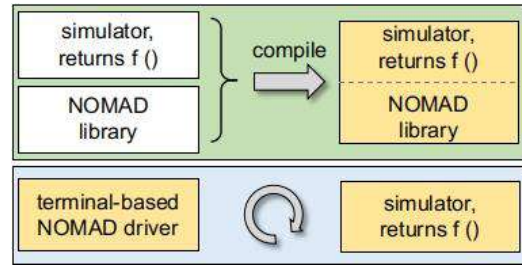 simulator,
returns f ()
NOMAD
library
compile
simulator,
returns f ()
NOMAD
library
terminal-based
NOMAD driver
simulator,
returns f ()